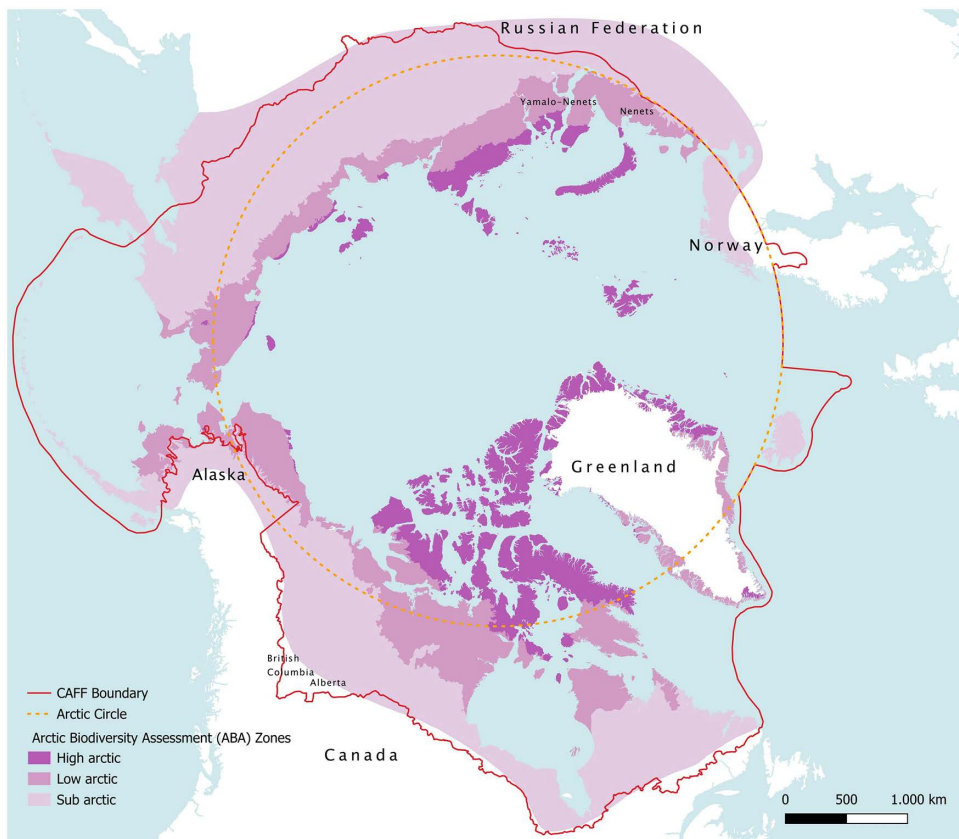 Russian Federation
Yamalo-Nenets
Nenets
Norway
Greenland
Alaska
British
Columbia
Alberta
Canada
CAFF Boundary
Arctic Circle
Arctic Biodiversity Assessment (ABA) Zones
High arctic
Low arctic
Sub arctic
0 500 1.000 km